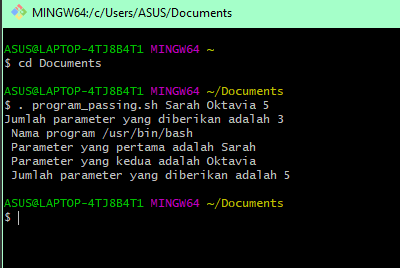 MINGW64:/c/Users/ASUS/Documents
ASUS@LAPTOP-4TJ8B4T1 MINGW64 ~
$ cd Documents
ASUS@LAPTOP-4TJ8B4T1 MINGW64 ~/Documents
$ . program_passing.sh Sarah Oktavia 5
Jumlah parameter yang diberikan adalah 3
Nama program /usr/bin/bash
Parameter yang pertama adalah Sarah
Parameter yang kedua adalah Oktavia
Jumlah parameter yang diberikan adalah 5
ASUS@LAPTOP-4TJ8B4T1 MINGW64 ~/Documents
$